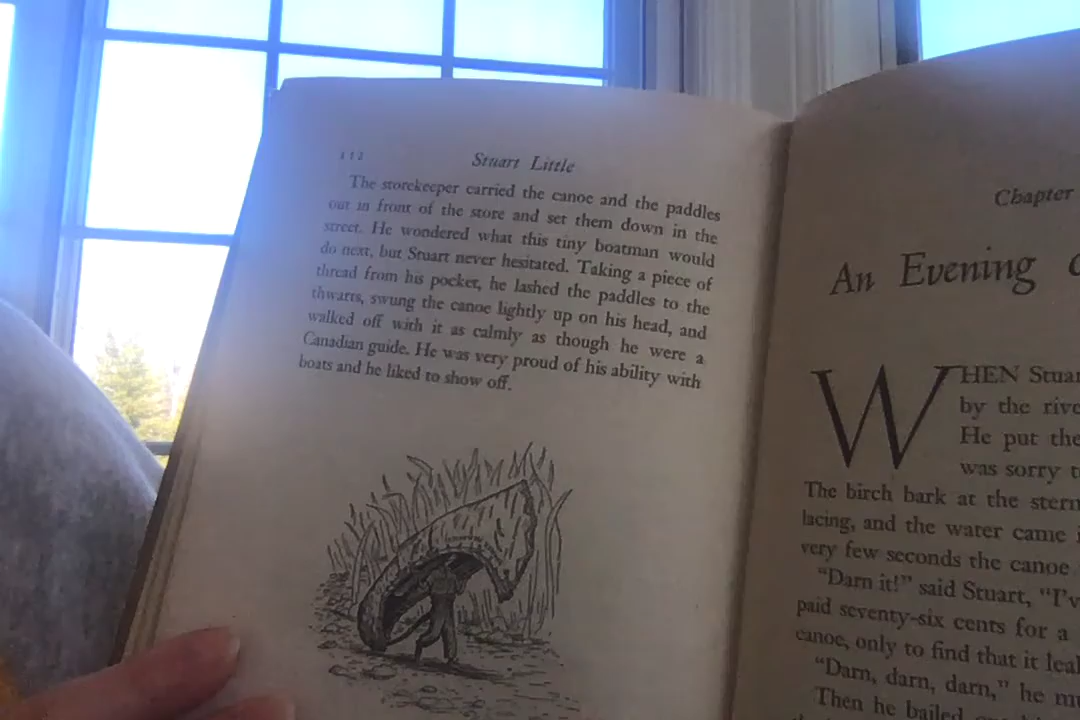 112
Stuart Little
The storekeeper carried the canoe and the paddles
out in front of the store and set them down in the
street. He wondered what this tiny boatman would
do next, but Stuart never hesitated. Taking a piece of
thread from his pocket, he lashed the paddles to the
thwarts, swung the canoe lightly up on his head, and
walked off with it as calmly as though he were a
Canadian guide. He was very proud of his ability with
boats and he liked to show off.
Chapter
An Evening
WHEN
by the
He put the
was sorry
The birch bark at the stern
lacing, and the water came
very few seconds the canoe
"Darn it!" said Stuart, "I'v
paid seventy-six cents for a
canoe, only to find that it
"Darn, darn, darn," he
Then he bailed